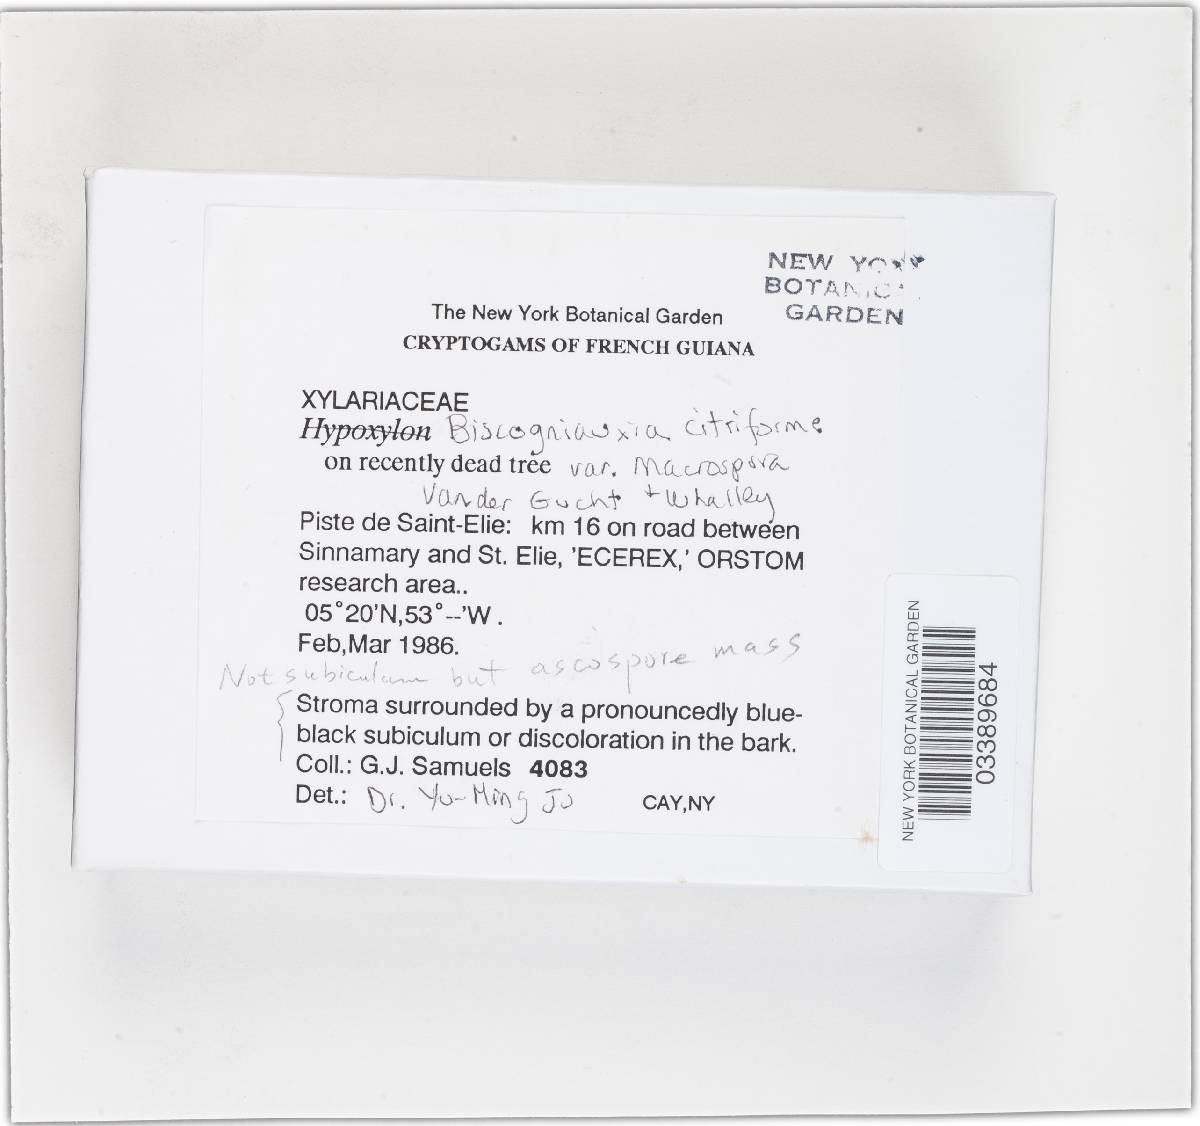 NEW YORK
BOTANICAL
GARDEN
The New York Botanical Garden
CRYPTOGAMS OF FRENCH GUIANA
XYLARIACEAE
Hypoxylon Biscogniauxia citriforme
on recently dead tree var. Macrospora
Vander Gucht + Whalley
Piste de Saint-Elie: km 16 on road between
Sinnamary and St. Elie, 'ECEREX,' ORSTOM
research area..
05°20'N,53°--'W.
Feb,Mar 1986.
Not subiculum but ascospore mass
Stroma surrounded by a pronouncedly blue-
black subiculum or discoloration in the bark.
Coll.: G.J. Samuels 4083
Det.: Dr. Yu-Ming Ju CAY,NY
NEW YORK BOTANICAL GARDEN
03389684